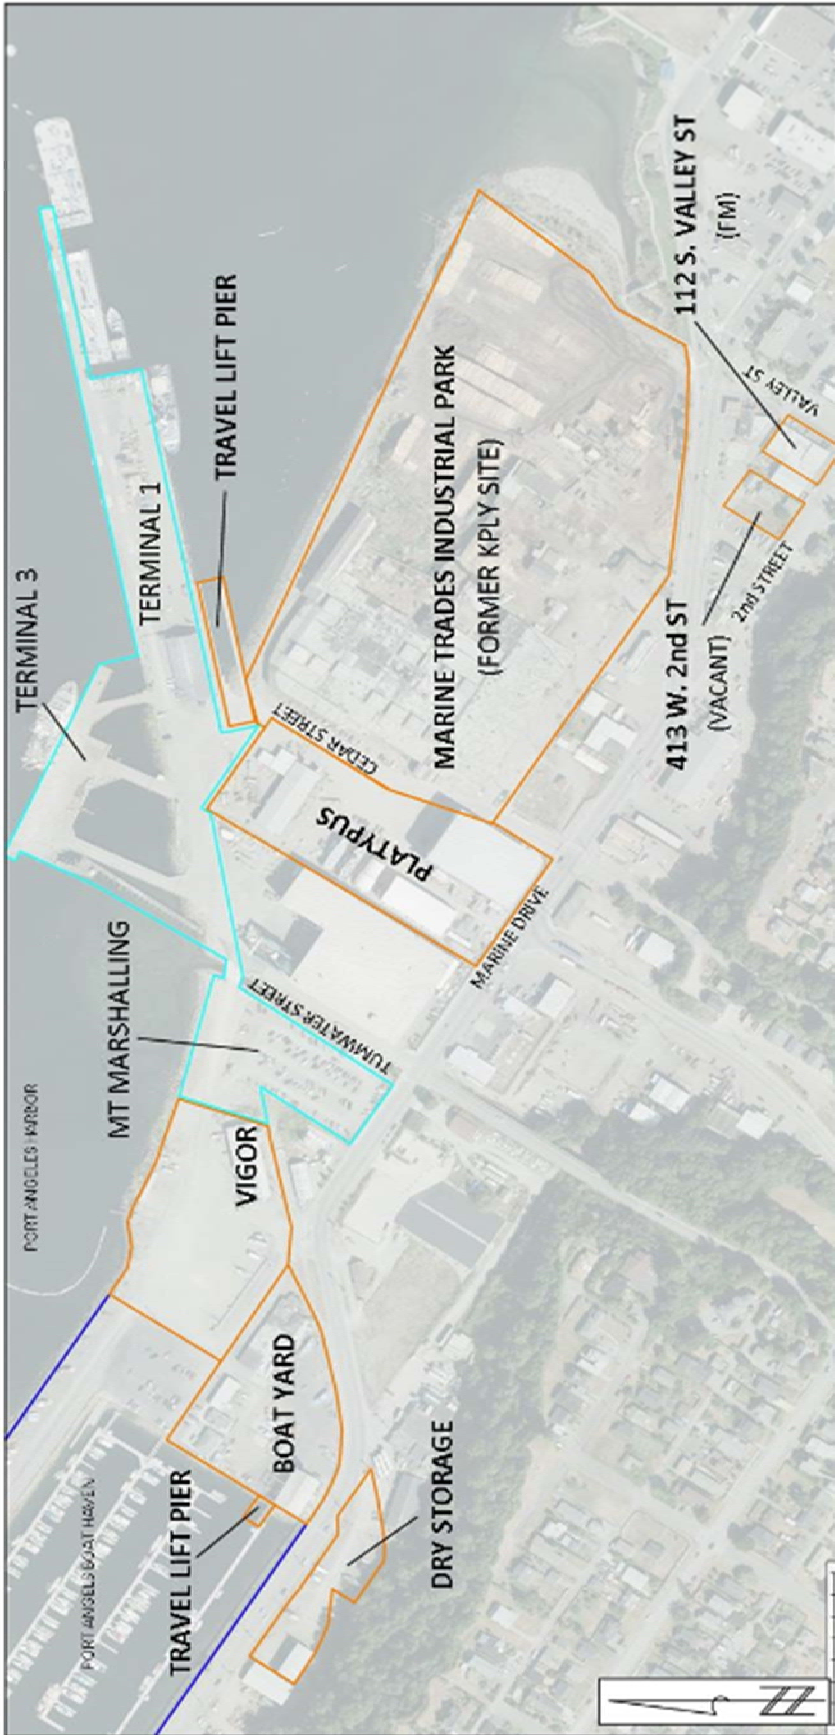 PORT ANGELES HARBOR
PORT ANGELS BOAT HAVEN
TERMINAL 3
TERMINAL 1
TRAVEL LIFT PIER
MT MARSHALLING
VIGOR
BOAT YARD
TRAVEL LIFT PIER
DRY STORAGE
TUMWATER STREET
PLATYPUS
CEDAR STREET
MARINE DRIVE
MARINE TRADES INDUSTRIAL PARK
(FORMER KPLY SITE)
413 W. 2nd ST
(VACANT)
2nd STREET
112 S. VALLEY ST
(FM)
VALLEY ST